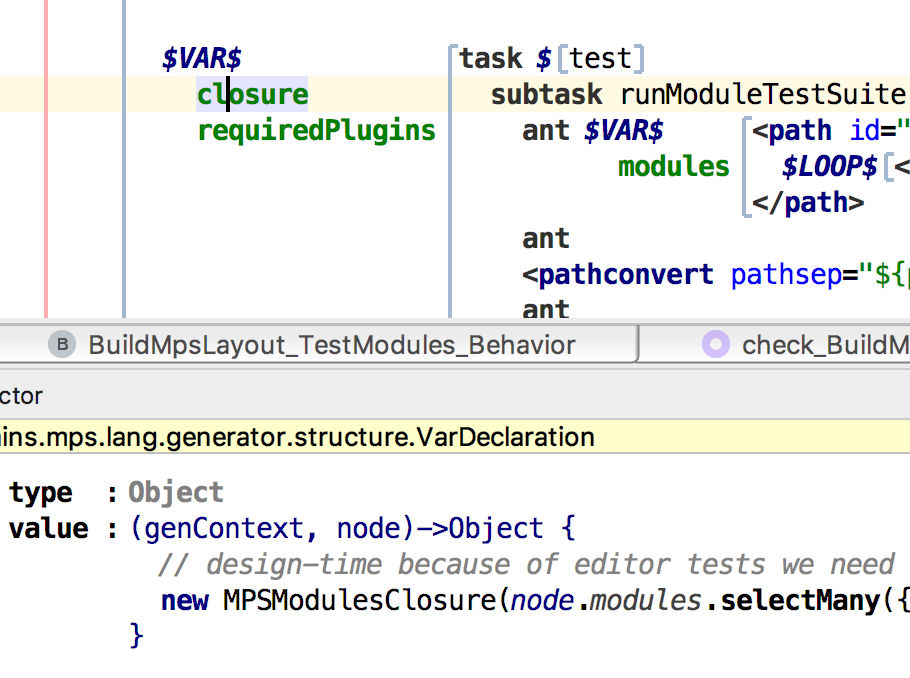 $VAR$ task $[test]
closure subtask runModuleTestSuite
requiredPlugins ant $VAR$ <path id="
modules $LOOP$ [<
</path>
ant
<pathconvert pathsep="${
ant
B BuildMpsLayout_TestModules_Behavior check_BuildM
ctor
ins.mps.lang.generator.structure.VarDeclaration
type : Object
value : (genContext, node)->Object {
// design-time because of editor tests we need
new MPSModulesClosure(node.modules.selectMany({
}